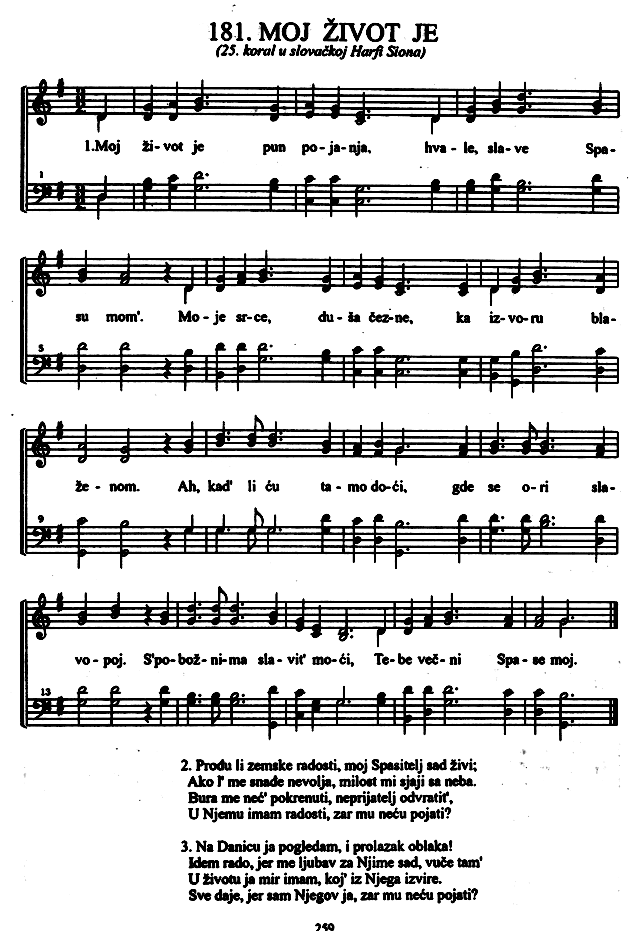 181. MOJ ŽIVOT JE
(25. koral u slovačkoj Harfi Siona)
1.Moj ži-vot je pun po-ja-nja, hva-le, sla-ve Spa-
1
su mom'. Mo-je sr-ce, du-ša čez-ne, ka iz-vo-ru bla-
5
že-nom. Ah, kad' li ću ta-mo do-ći, gde se o-ri sla-
9
vo-poj. S'po-bož-ni-ma sla-vit' mo-ći, Te-be več-ni Spa-se moj.
13
2. Prođu li zemske radosti, moj Spasitelj sad živi;
Ako l' me snađe nevolja, milost mi sjaji sa neba.
Bura me neć' pokrenuti, neprijatelj odvratit',
U Njemu imam radosti, zar mu neću pojati?
3. Na Danicu ja pogledam, i prolazak oblaka!
Idem rado, jer me ljubav za Njime sad, vuče tam'
U životu ja mir imam, koj' iz Njega izvire.
Sve daje, jer sam Njegov ja, zar mu neću pojati?
259